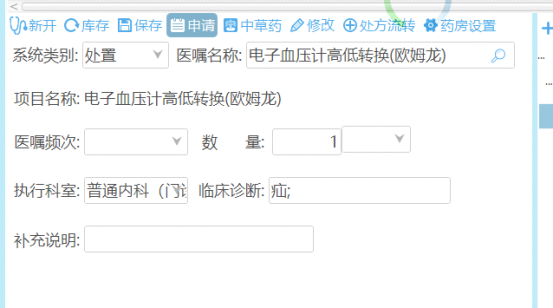 新开 库存 保存 申请 中草药 修改 处方流转 药房设置
系统类别: 处置 医嘱名称: 电子血压计高低转换(欧姆龙)
项目名称: 电子血压计高低转换(欧姆龙)
医嘱频次: 数 量: 1
执行科室: 普通内科（门诊 临床诊断: 疝;
补充说明: